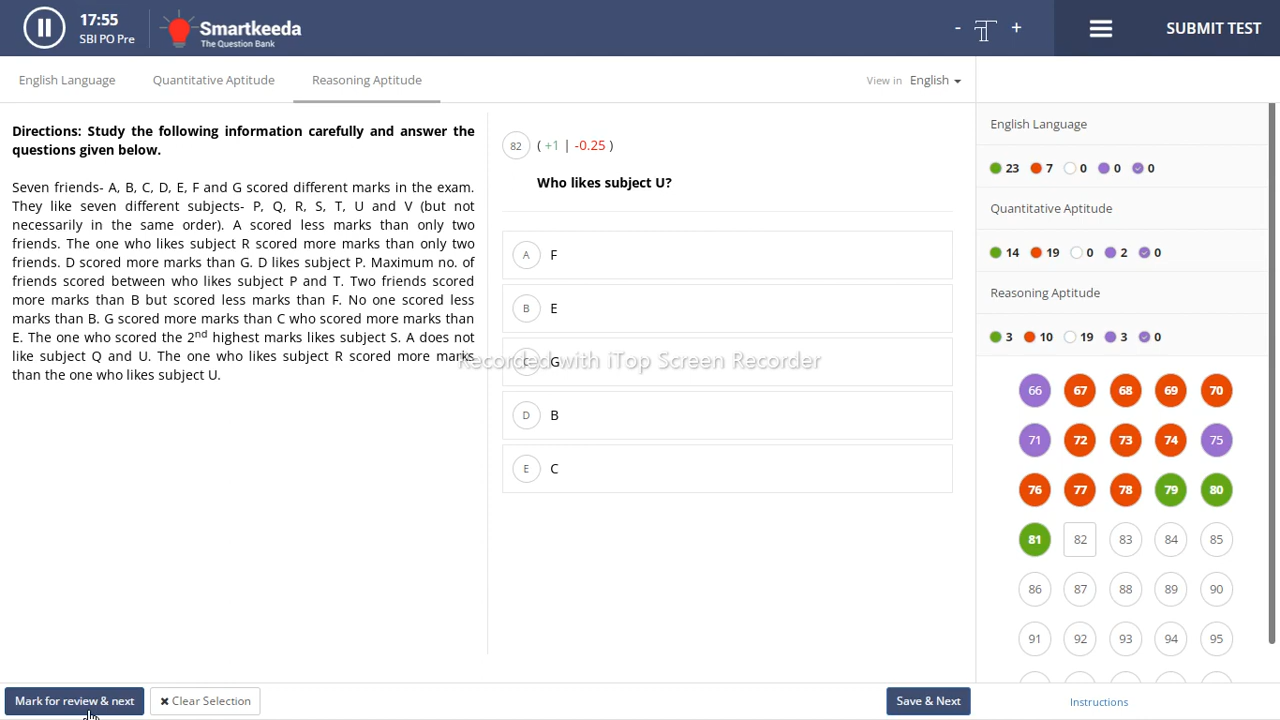 17:55
SBI PO Pre
Smartkeeda
The Question Bank
- T +
SUBMIT TEST
English Language
Quantitative Aptitude
Reasoning Aptitude
View in English
Directions: Study the following information carefully and answer the
questions given below.
Seven friends- A, B, C, D, E, F and G scored different marks in the exam.
They like seven different subjects- P, Q, R, S, T, U and V (but not
necessarily in the same order). A scored less marks than only two
friends. The one who likes subject R scored more marks than only two
friends. D scored more marks than G. D likes subject P. Maximum no. of
friends scored between who likes subject P and T. Two friends scored
more marks than B but scored less marks than F. No one scored less
marks than B. G scored more marks than C who scored more marks than
E. The one who scored the 2nd highest marks likes subject S. A does not
like subject Q and U. The one who likes subject R scored more marks
than the one who likes subject U.
82 ( +1 | -0.25 )
Who likes subject U?
A F
B E
C G
D B
E C
Recorded with iTop Screen Recorder
English Language
23 7 0 0 0
Quantitative Aptitude
14 19 0 2 0
Reasoning Aptitude
3 10 19 3 0
66 67 68 69 70
71 72 73 74 75
76 77 78 79 80
81 82 83 84 85
86 87 88 89 90
91 92 93 94 95
Mark for review & next
Clear Selection
Save & Next
Instructions